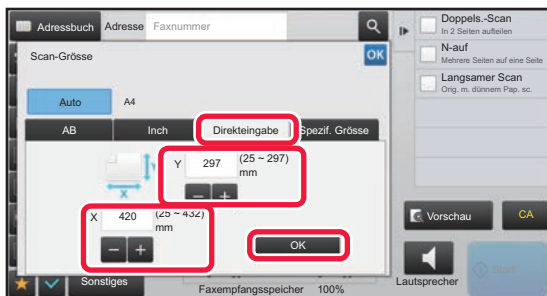 Adressbuch
Adresse
Faxnummer
Scan-Grösse
OK
Auto
A4
AB
Inch
Direkteingabe
Spezif. Grösse
Y
Y
297
(25 ~ 297)
mm
X
X
420
(25 ~ 432)
mm
OK
Sonstiges
Faxempfangsspeicher 100%
Doppels.-Scan
In 2 Seiten aufteilen
N-auf
Mehrere Seiten auf eine Seite
Langsamer Scan
Orig. m. dünnem Pap. sc.
Vorschau
CA
Lautsprecher
Start